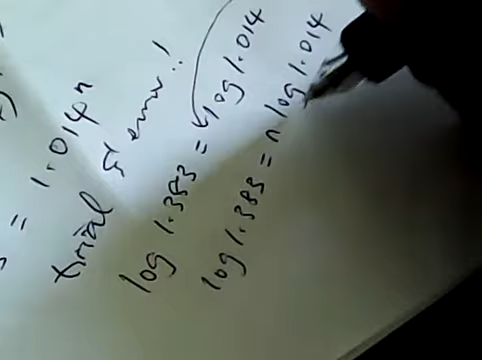 = 1.014n
trial & error!!
log 1.383 = log 1.014
log 1.383 = n log 1.014